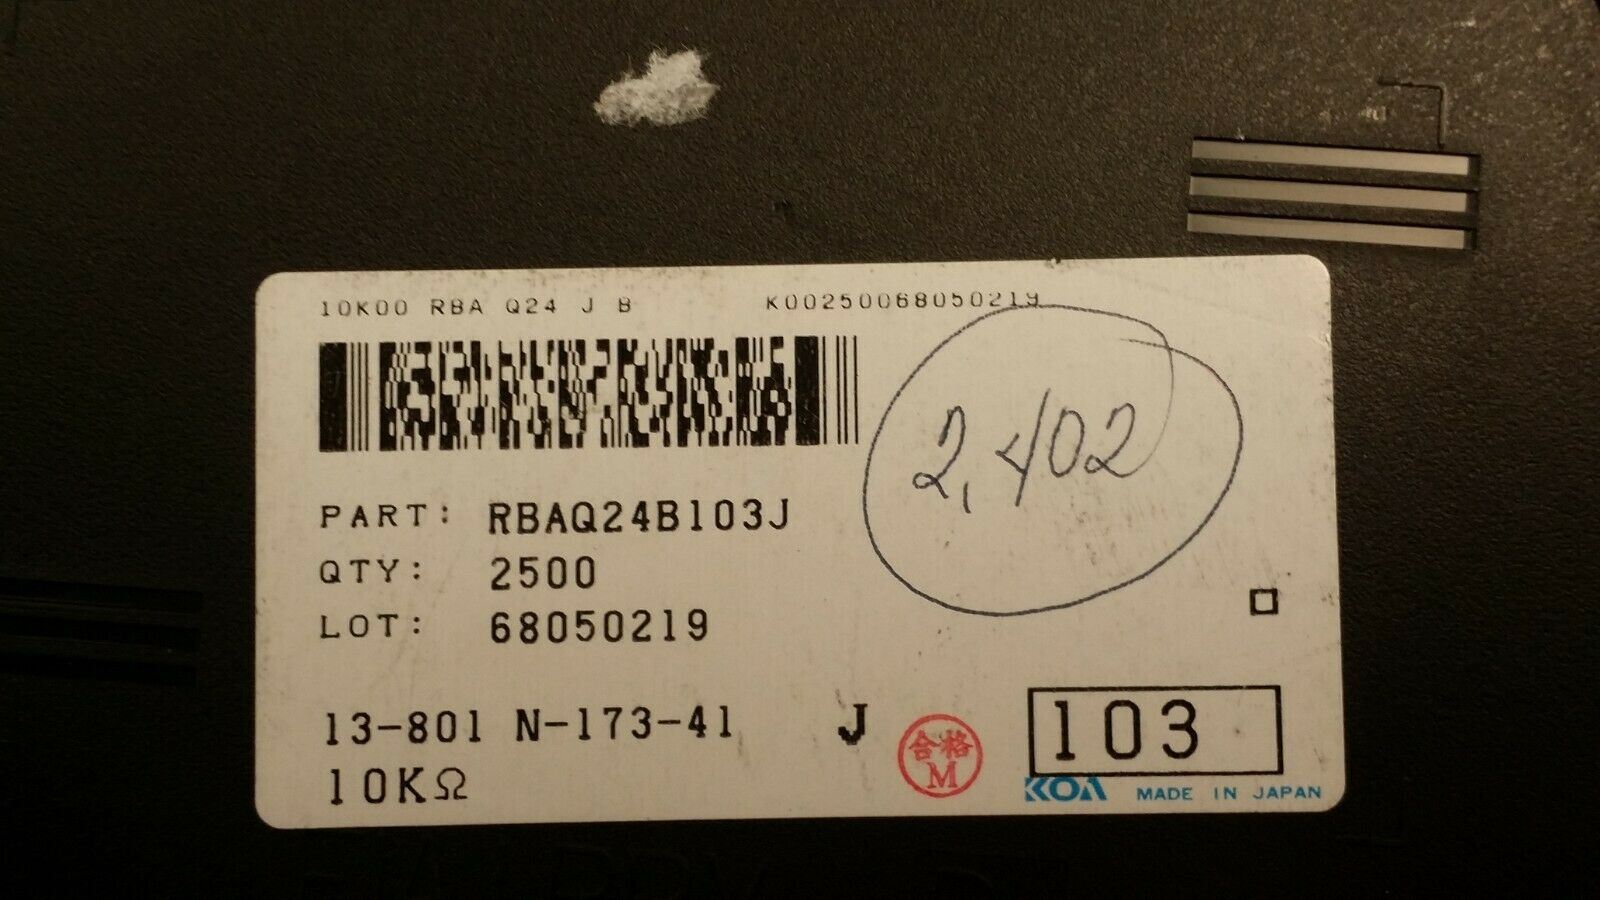 10K00 RBA Q24 J B K00250068050219
2,402
PART: RBAQ24B103J
QTY: 2500
LOT: 68050219
13-801 N-173-41 J
合格
M
103
10KΩ
KOA MADE IN JAPAN